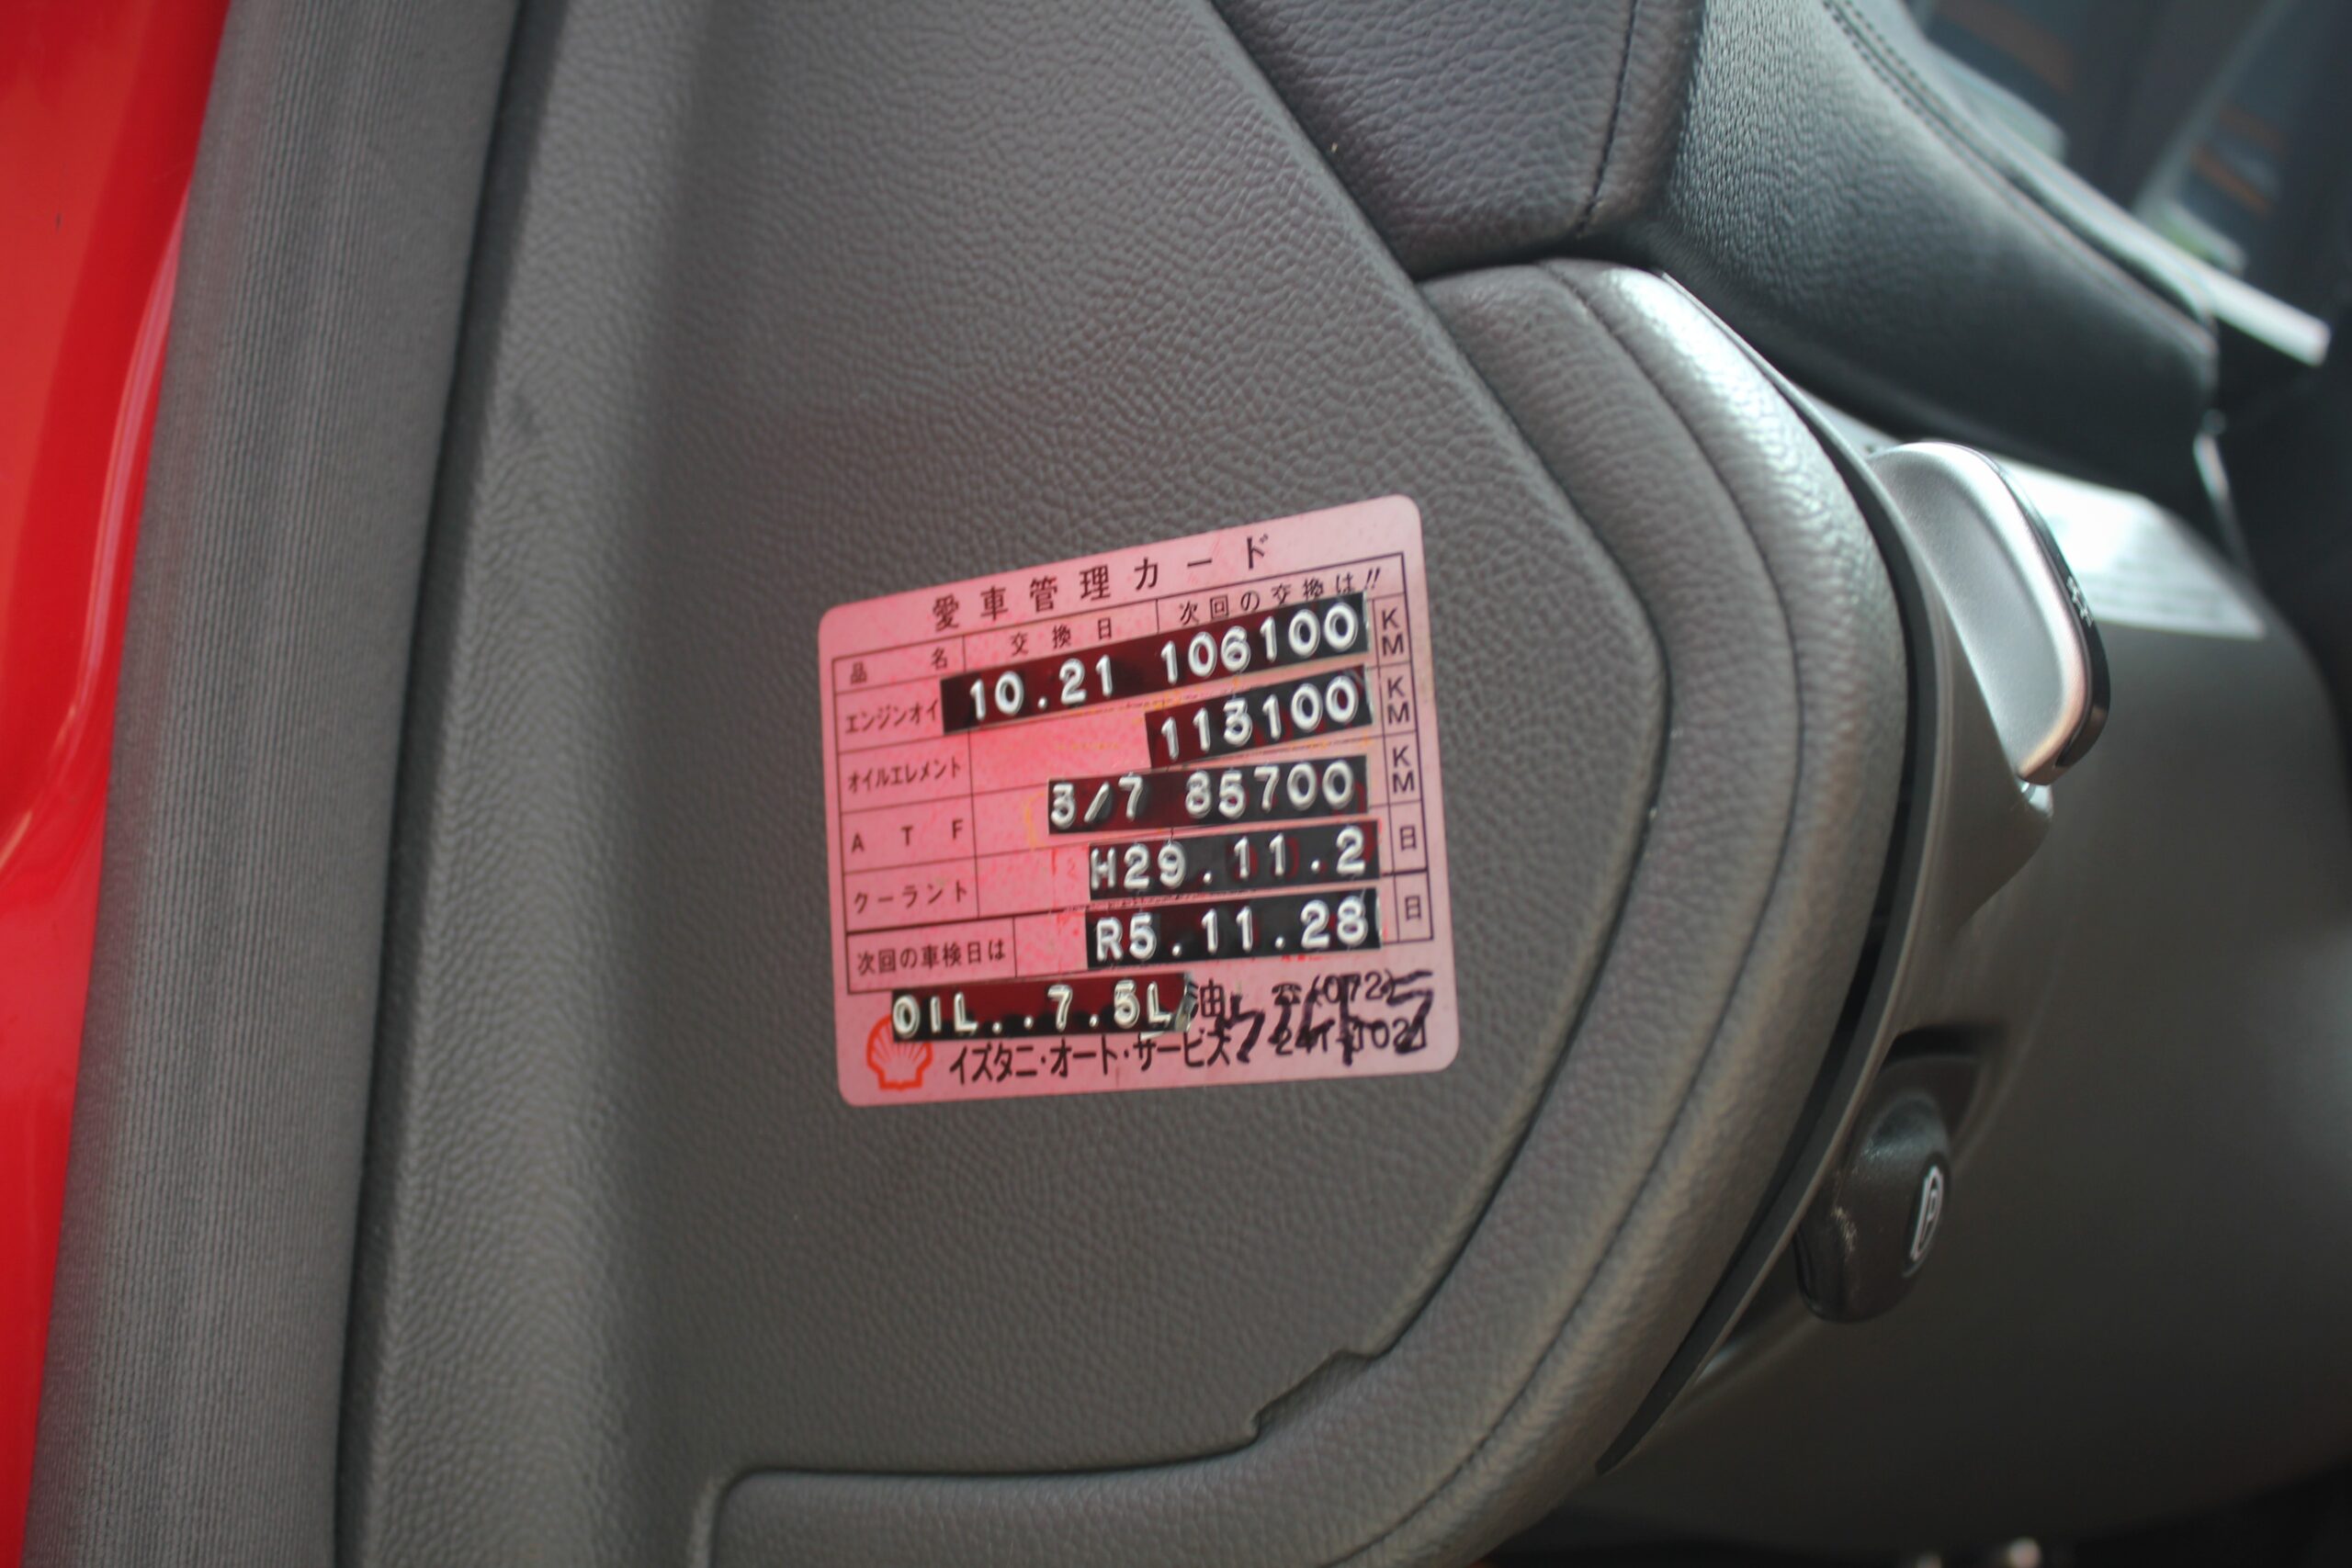 愛車管理カード
品名 交換日 次回の交換は!!
エンジンオイ 10.21 106100 KM
オイルエレメント 113100 KM
ATF 3/7 85700 KM
クーラント H29.11.2 日
次回の車検日は R5.11.28 日
OIL..7.5L 油 ☎(072)
イズタニ・オート・サービス